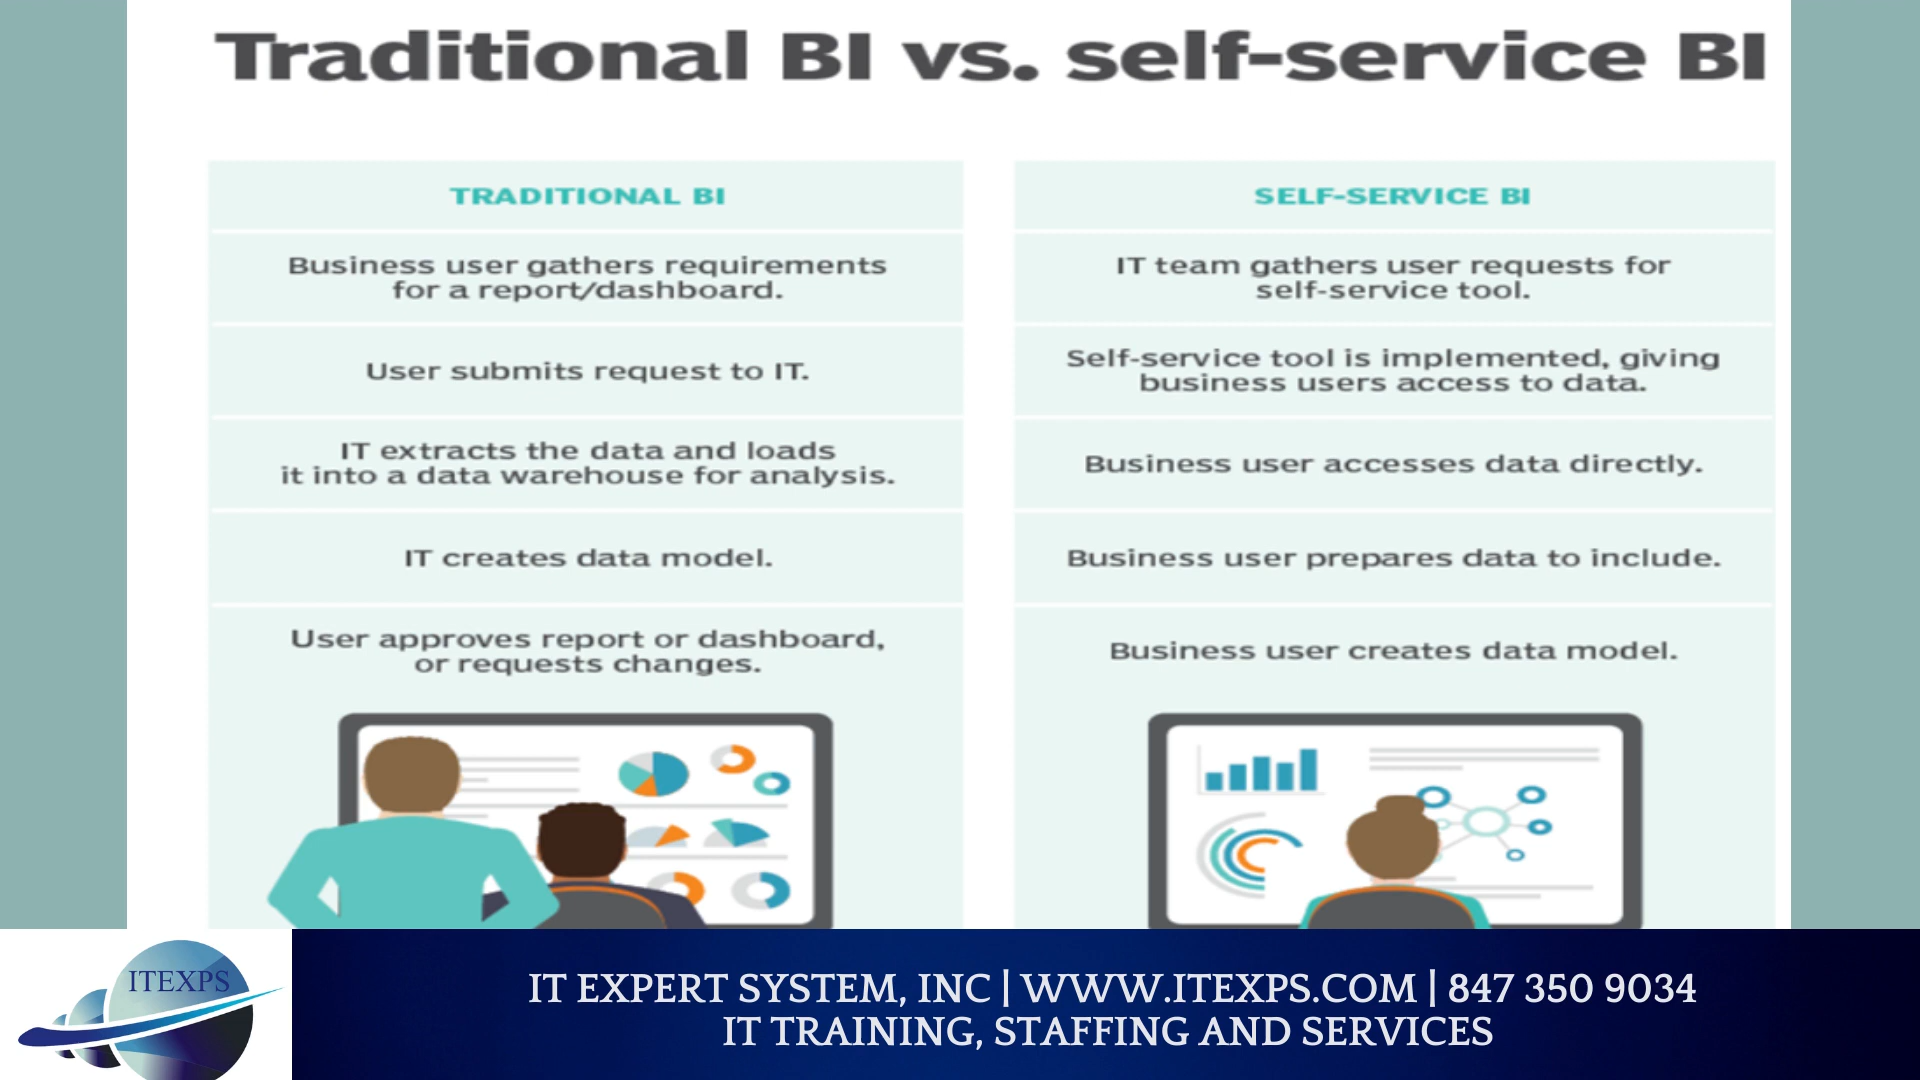 Traditional BI vs. self-service BI
TRADITIONAL BI
Business user gathers requirements
for a report/dashboard.
User submits request to IT.
IT extracts the data and loads
it into a data warehouse for analysis.
IT creates data model.
User approves report or dashboard,
or requests changes.
SELF-SERVICE BI
IT team gathers user requests for
self-service tool.
Self-service tool is implemented, giving
business users access to data.
Business user accesses data directly.
Business user prepares data to include.
Business user creates data model.
ITEXPS
IT EXPERT SYSTEM, INC | WWW.ITEXPS.COM | 847 350 9034
IT TRAINING, STAFFING AND SERVICES